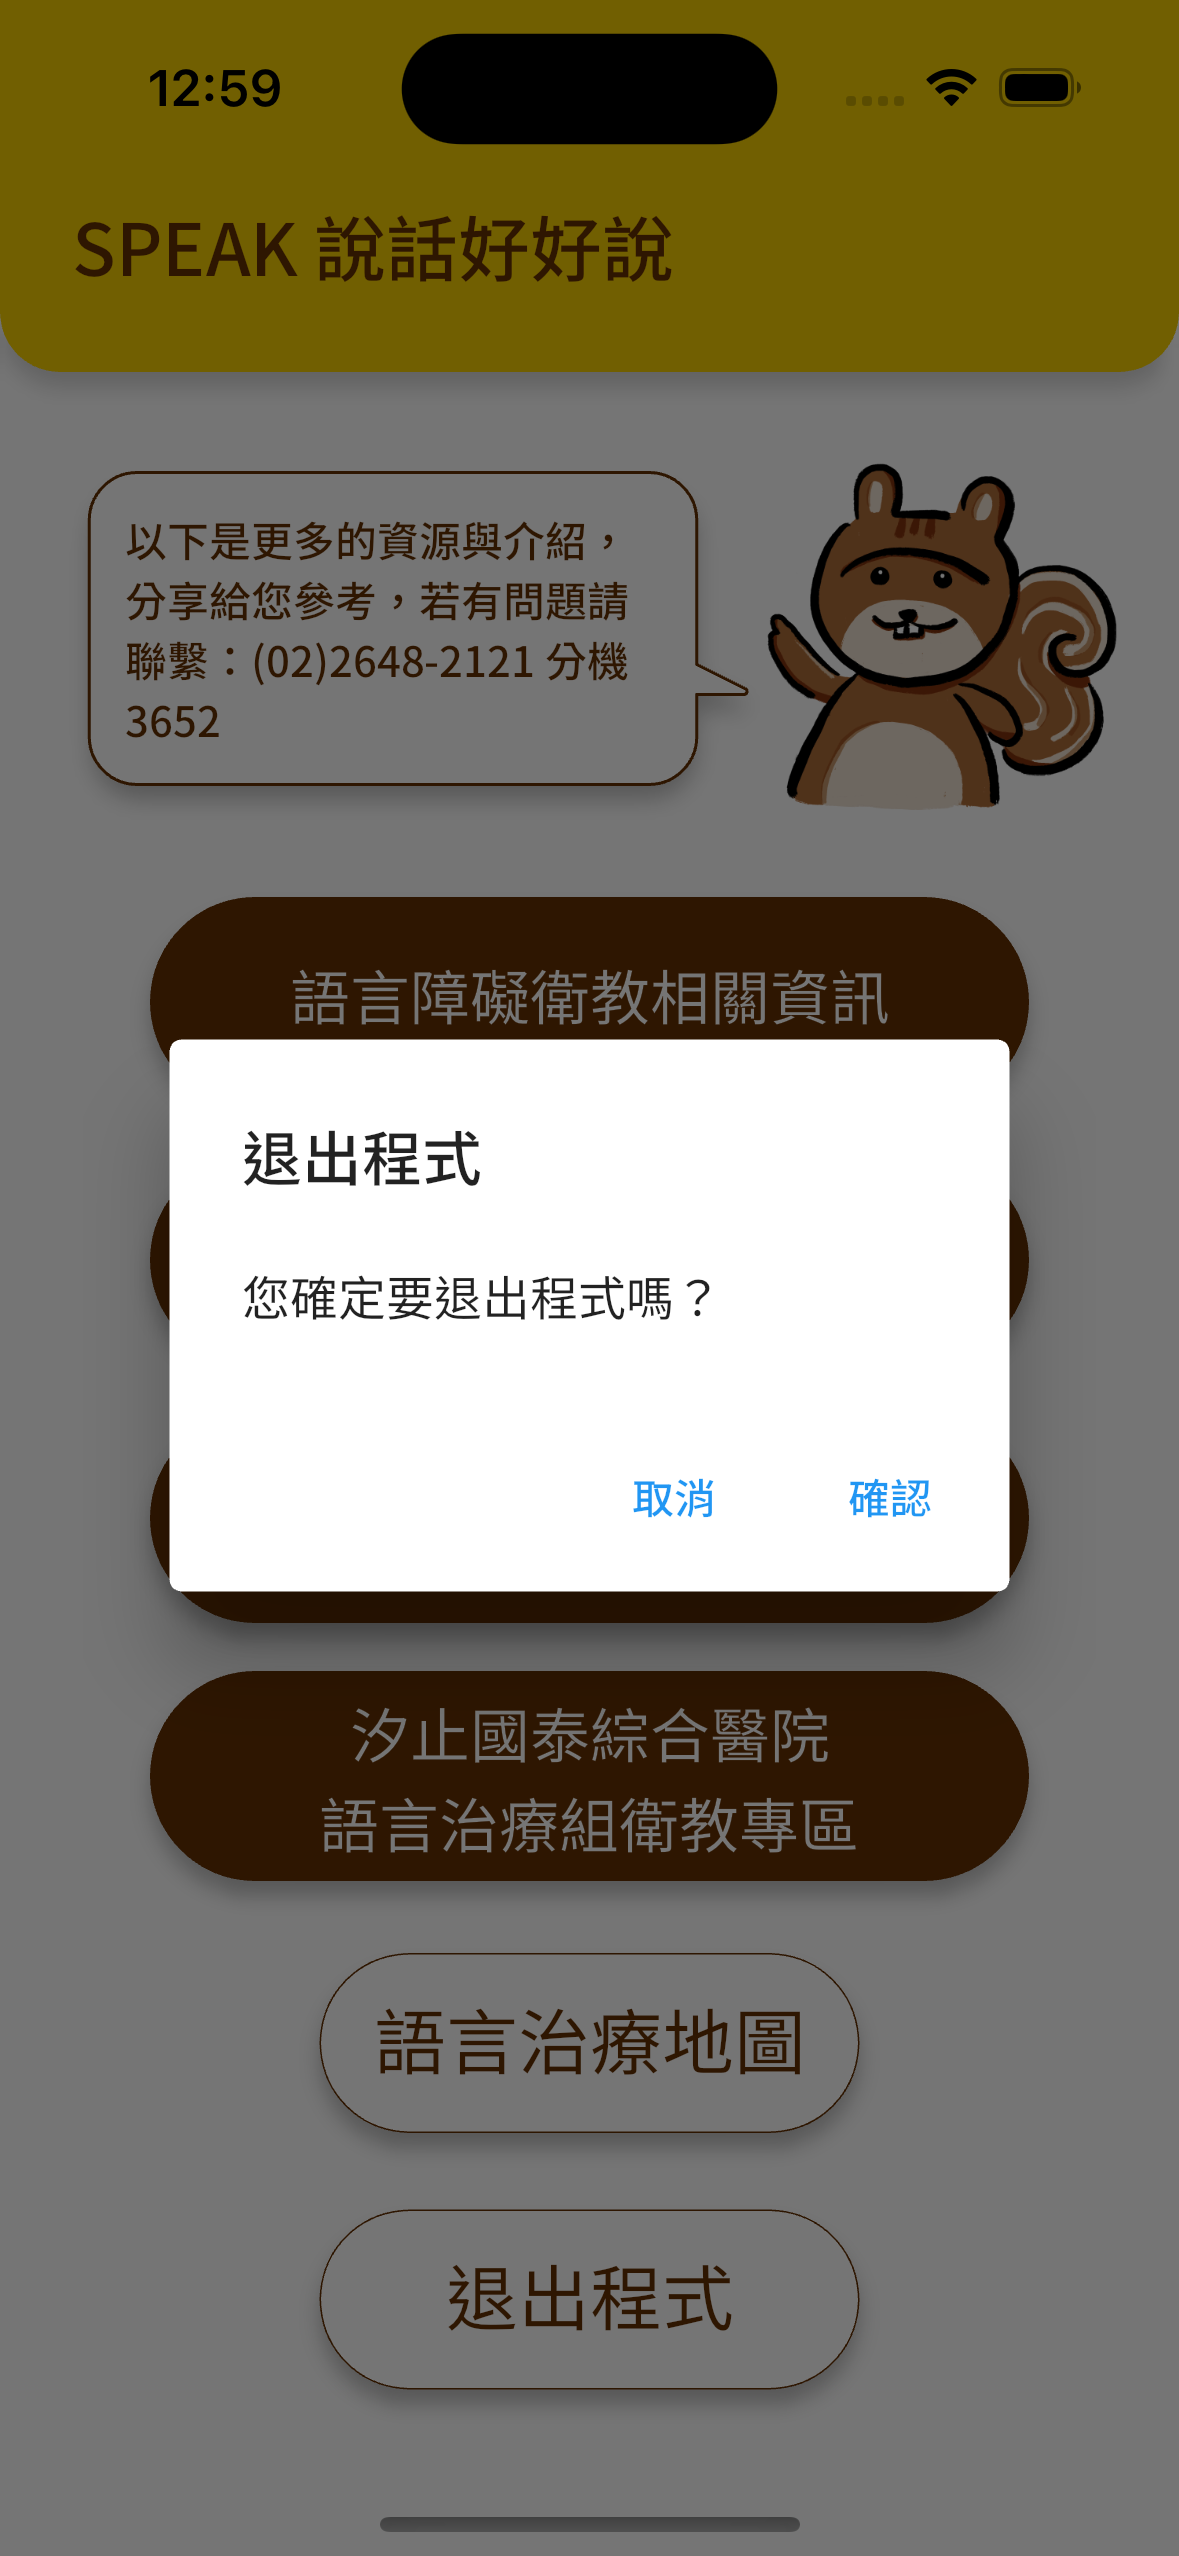 12:59
SPEAK 說話好好說
以下是更多的資源與介紹，
分享給您參考，若有問題請
聯繫：(02)2648-2121 分機
3652
語言障礙衛教相關資訊
退出程式
您確定要退出程式嗎？
取消 確認
汐止國泰綜合醫院
語言治療組衛教專區
語言治療地圖
退出程式